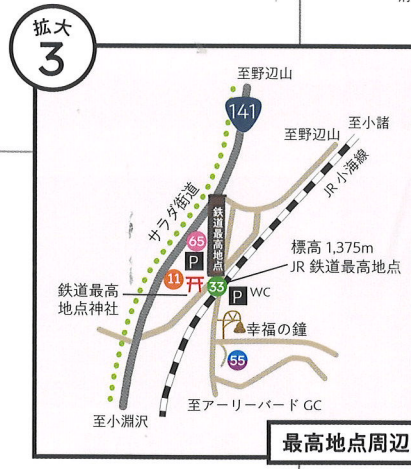 拡大
3
至野辺山
141
至小諸
至野辺山
JR 小海線
サラダ街道
鉄道最高地点
65
P
標高 1,375m
JR 鉄道最高地点
11
33
P
WC
鉄道最高
地点神社
幸福の鐘
55
至小淵沢
至アーリーバード GC
最高地点周辺